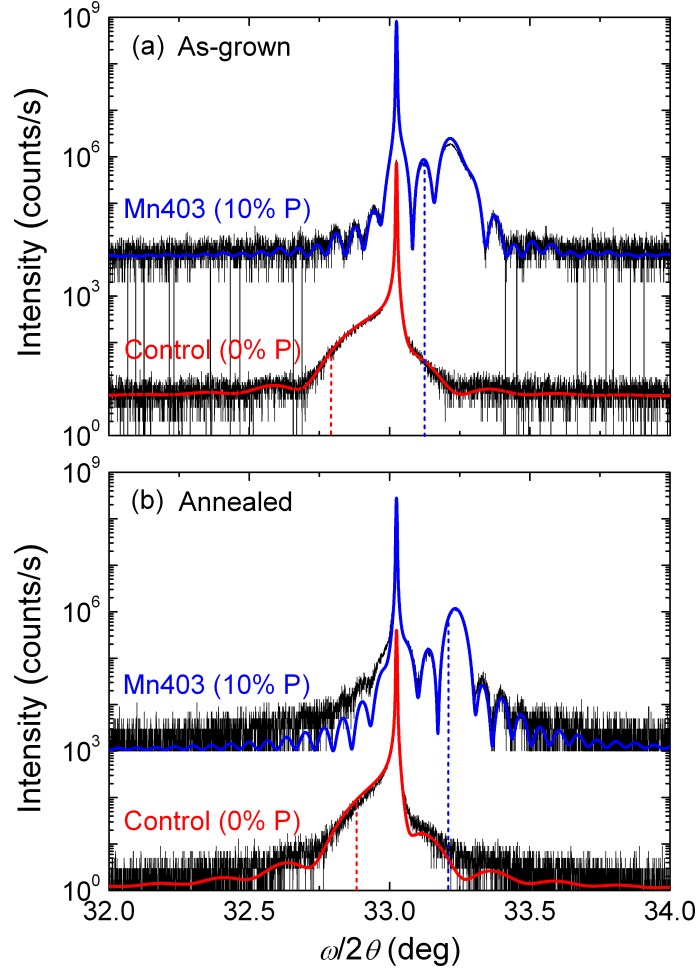 10^9
(a) As-grown
10^6
Mn403 (10% P)
10^3
Control (0% P)
10^0
Intensity (counts/s)
10^9
(b) Annealed
10^6
Mn403 (10% P)
10^3
Control (0% P)
10^0
Intensity (counts/s)
32.0 32.5 33.0 33.5 34.0
ω/2θ (deg)